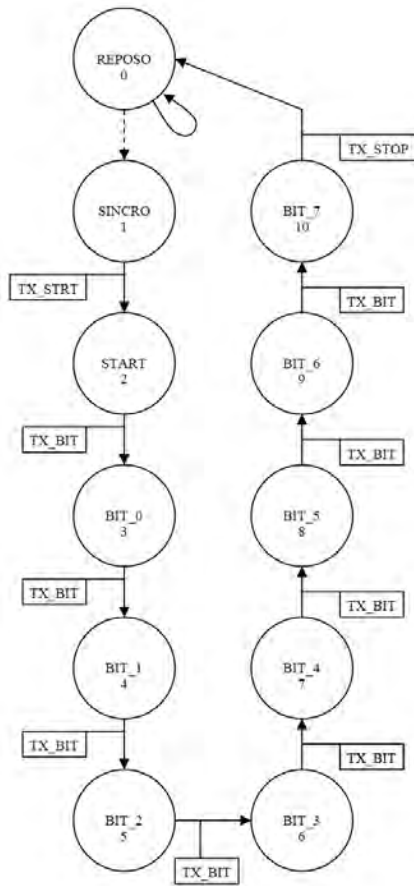 REPOSO
0
SINCRO
1
TX_STRT
START
2
TX_BIT
BIT_0
3
TX_BIT
BIT_1
4
TX_BIT
BIT_2
5
TX_BIT
BIT_3
6
TX_BIT
BIT_4
7
TX_BIT
BIT_5
8
TX_BIT
BIT_6
9
TX_BIT
BIT_7
10
TX_STOP